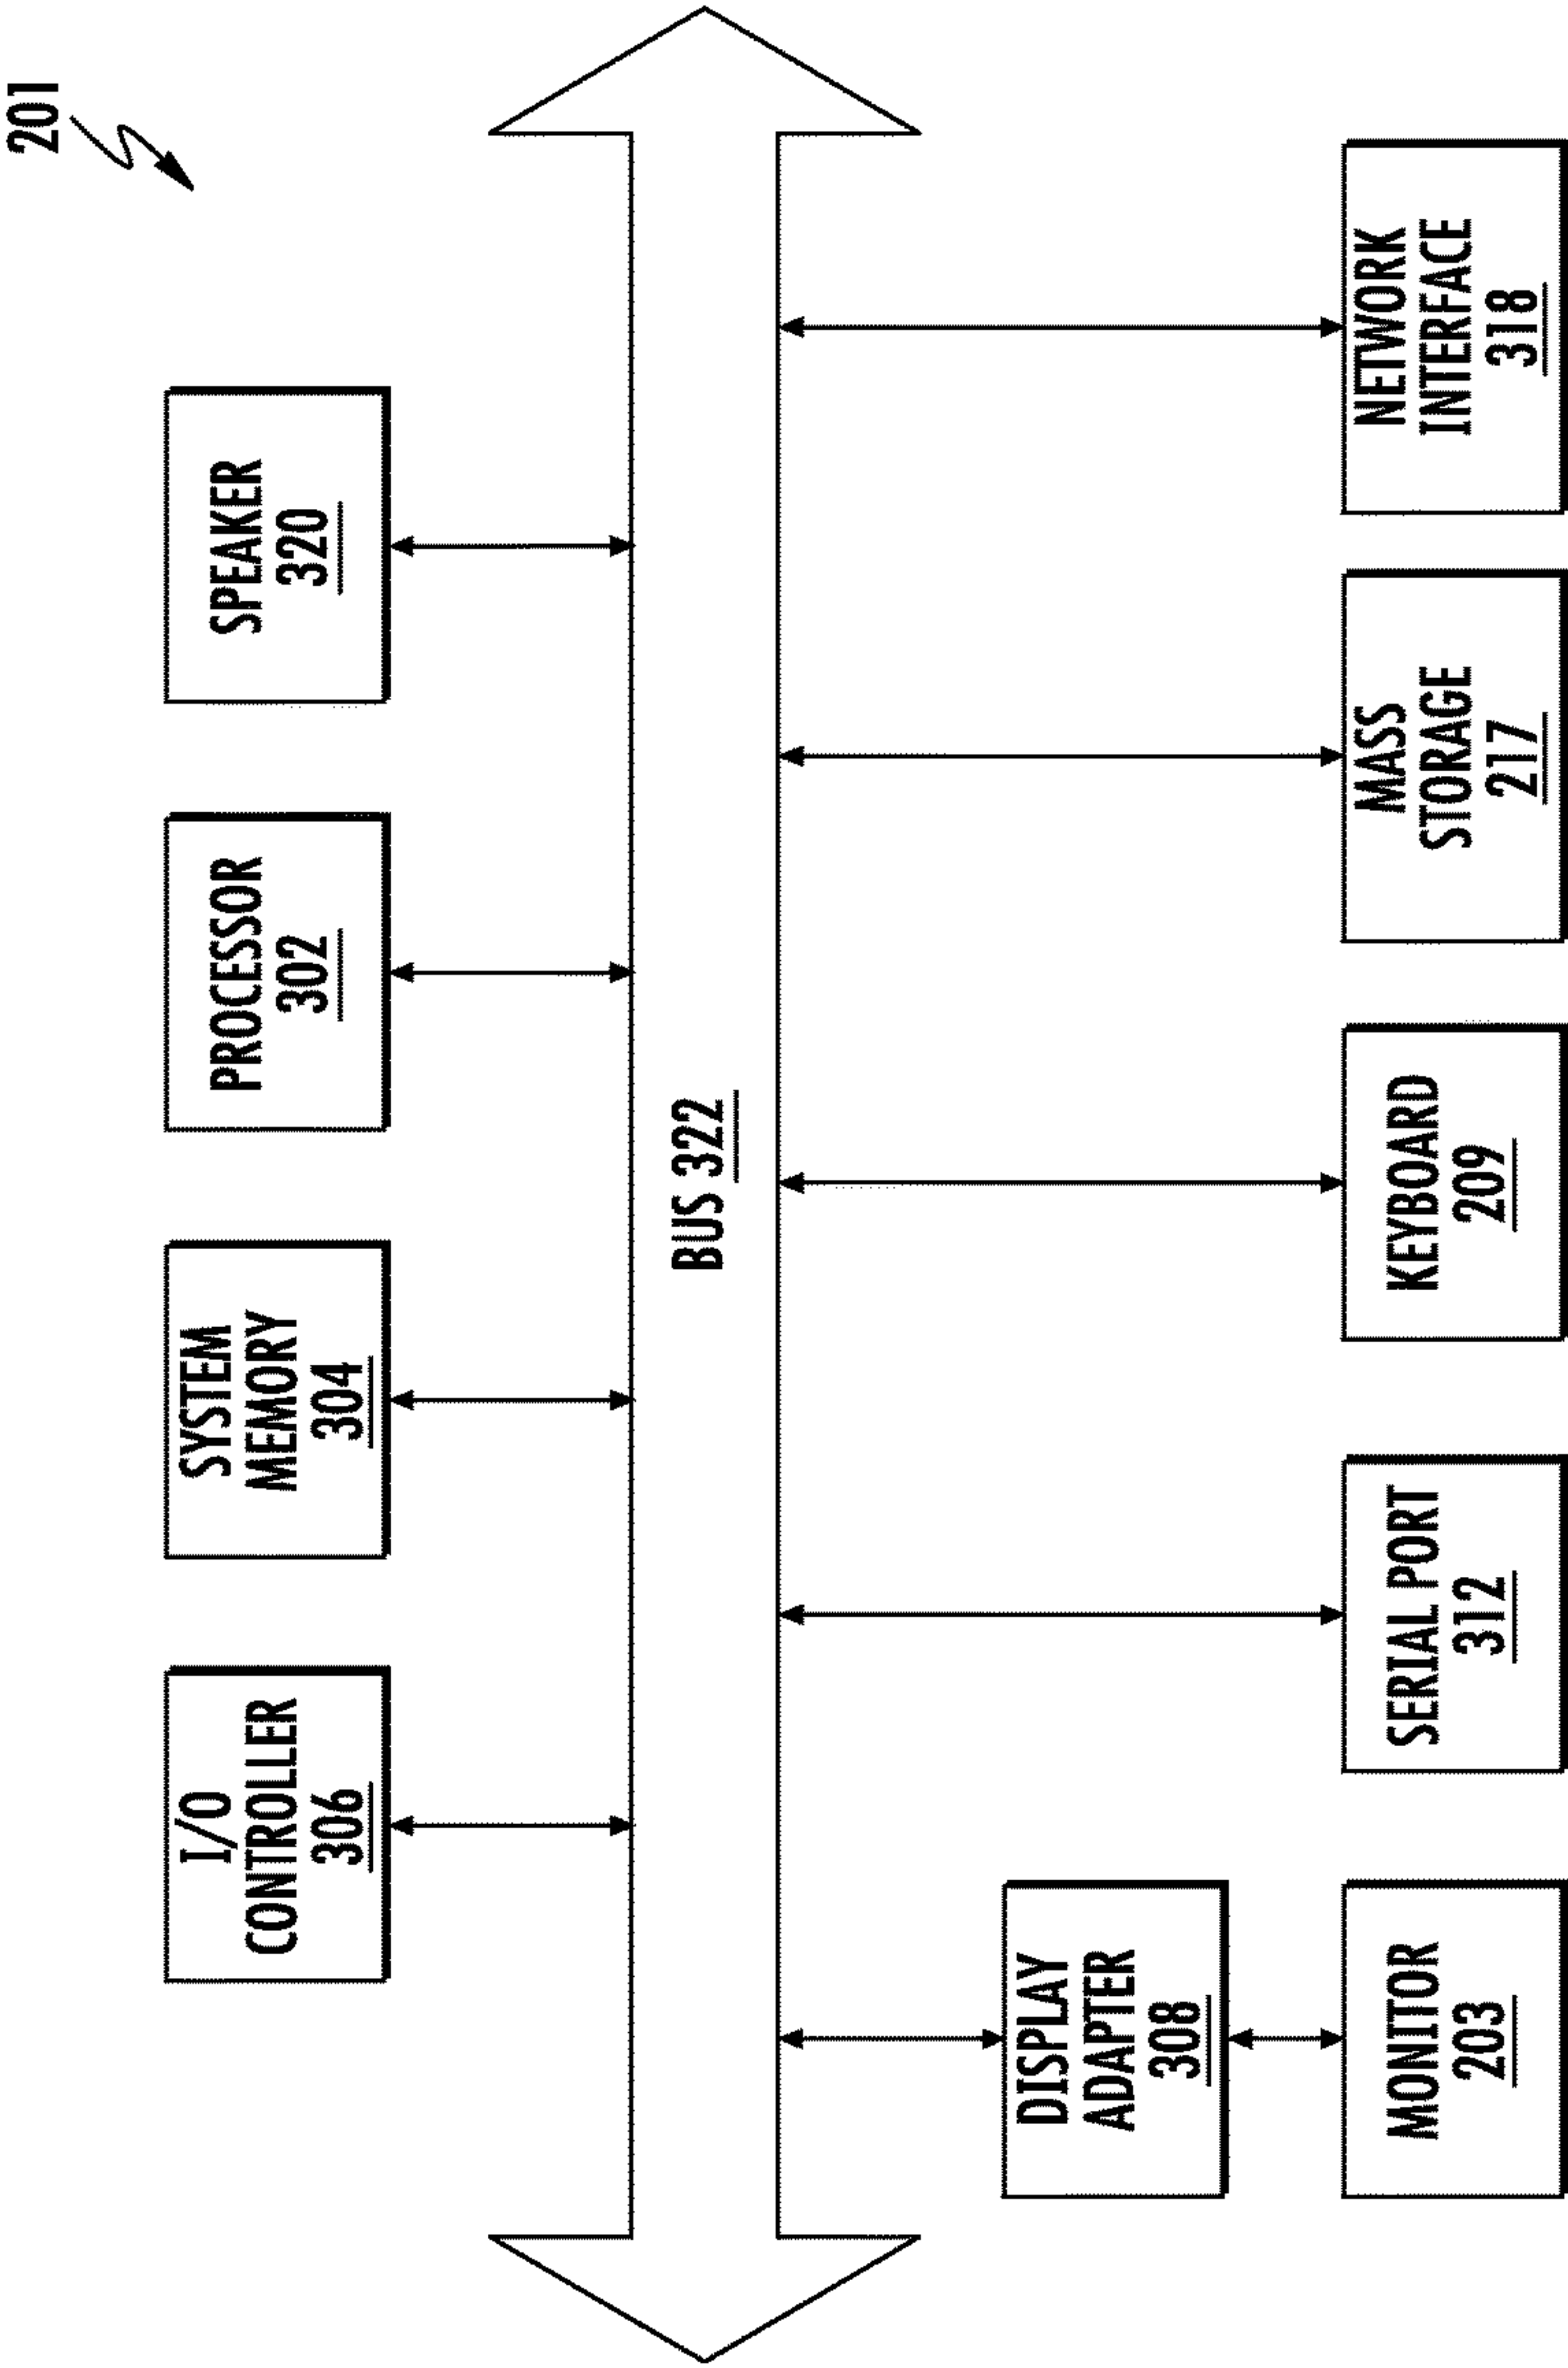 201
I/O
CONTROLLER
306
SYSTEM
MEMORY
304
PROCESSOR
302
SPEAKER
320
BUS 322
DISPLAY
ADAPTER
308
MONITOR
203
SERIAL PORT
312
KEYBOARD
209
MASS
STORAGE
217
NETWORK
INTERFACE
318